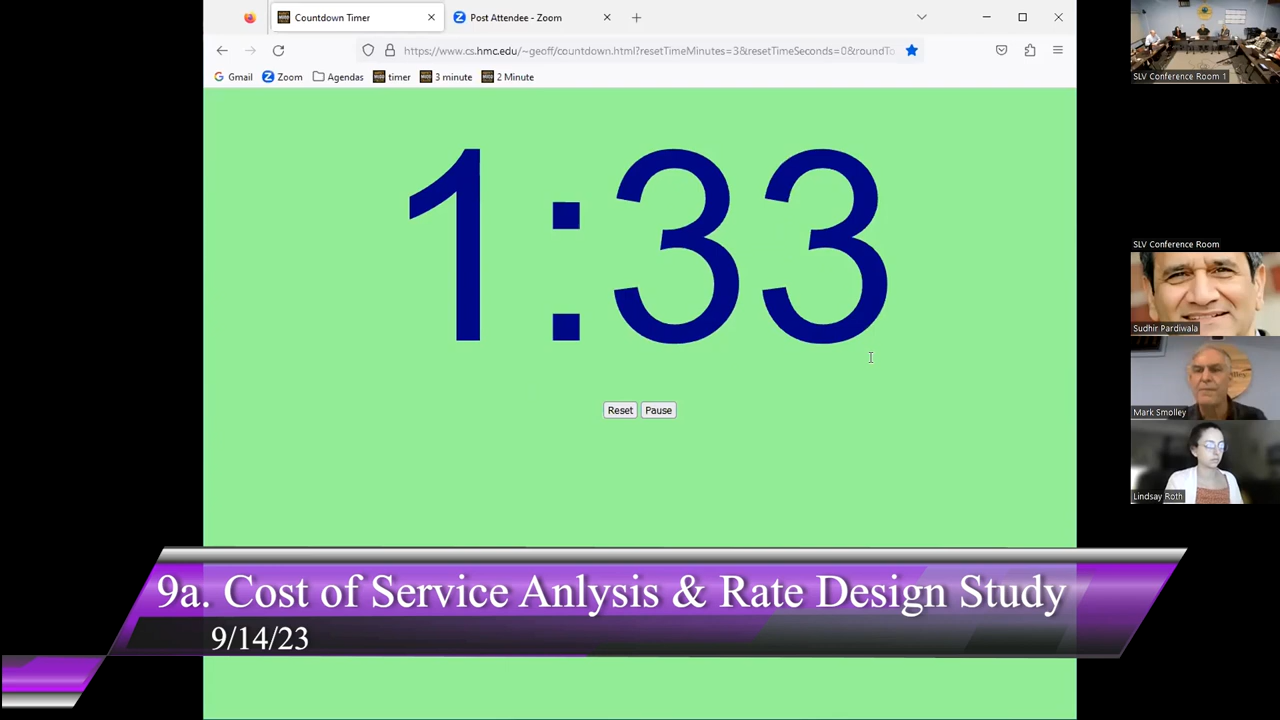 Countdown Timer
Post Attendee - Zoom
https://www.cs.hmc.edu/~geoff/countdown.html?resetTimeMinutes=3&resetTimeSeconds=0&roundTo
Gmail
Zoom
Agendas
timer
3 minute
2 Minute
1:33
Reset
Pause
9a. Cost of Service Anlysis & Rate Design Study
9/14/23
SLV Conference Room 1
SLV Conference Room
Sudhir Pardiwala
Mark Smolley
Lindsay Roth